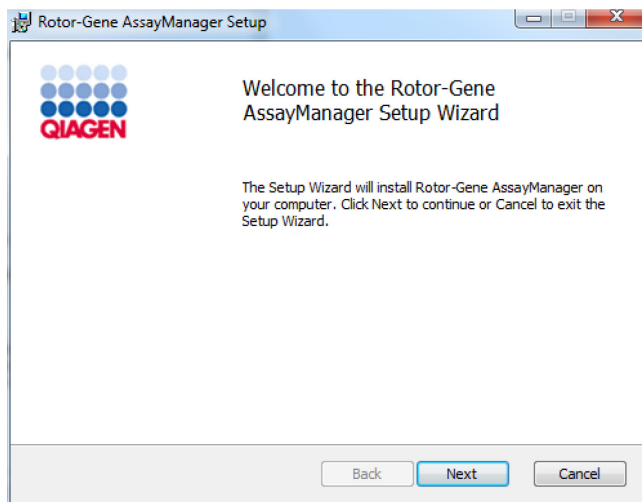 Rotor-Gene AssayManager Setup
QIAGEN
Welcome to the Rotor-Gene
AssayManager Setup Wizard
The Setup Wizard will install Rotor-Gene AssayManager on
your computer. Click Next to continue or Cancel to exit the
Setup Wizard.
Back Next Cancel